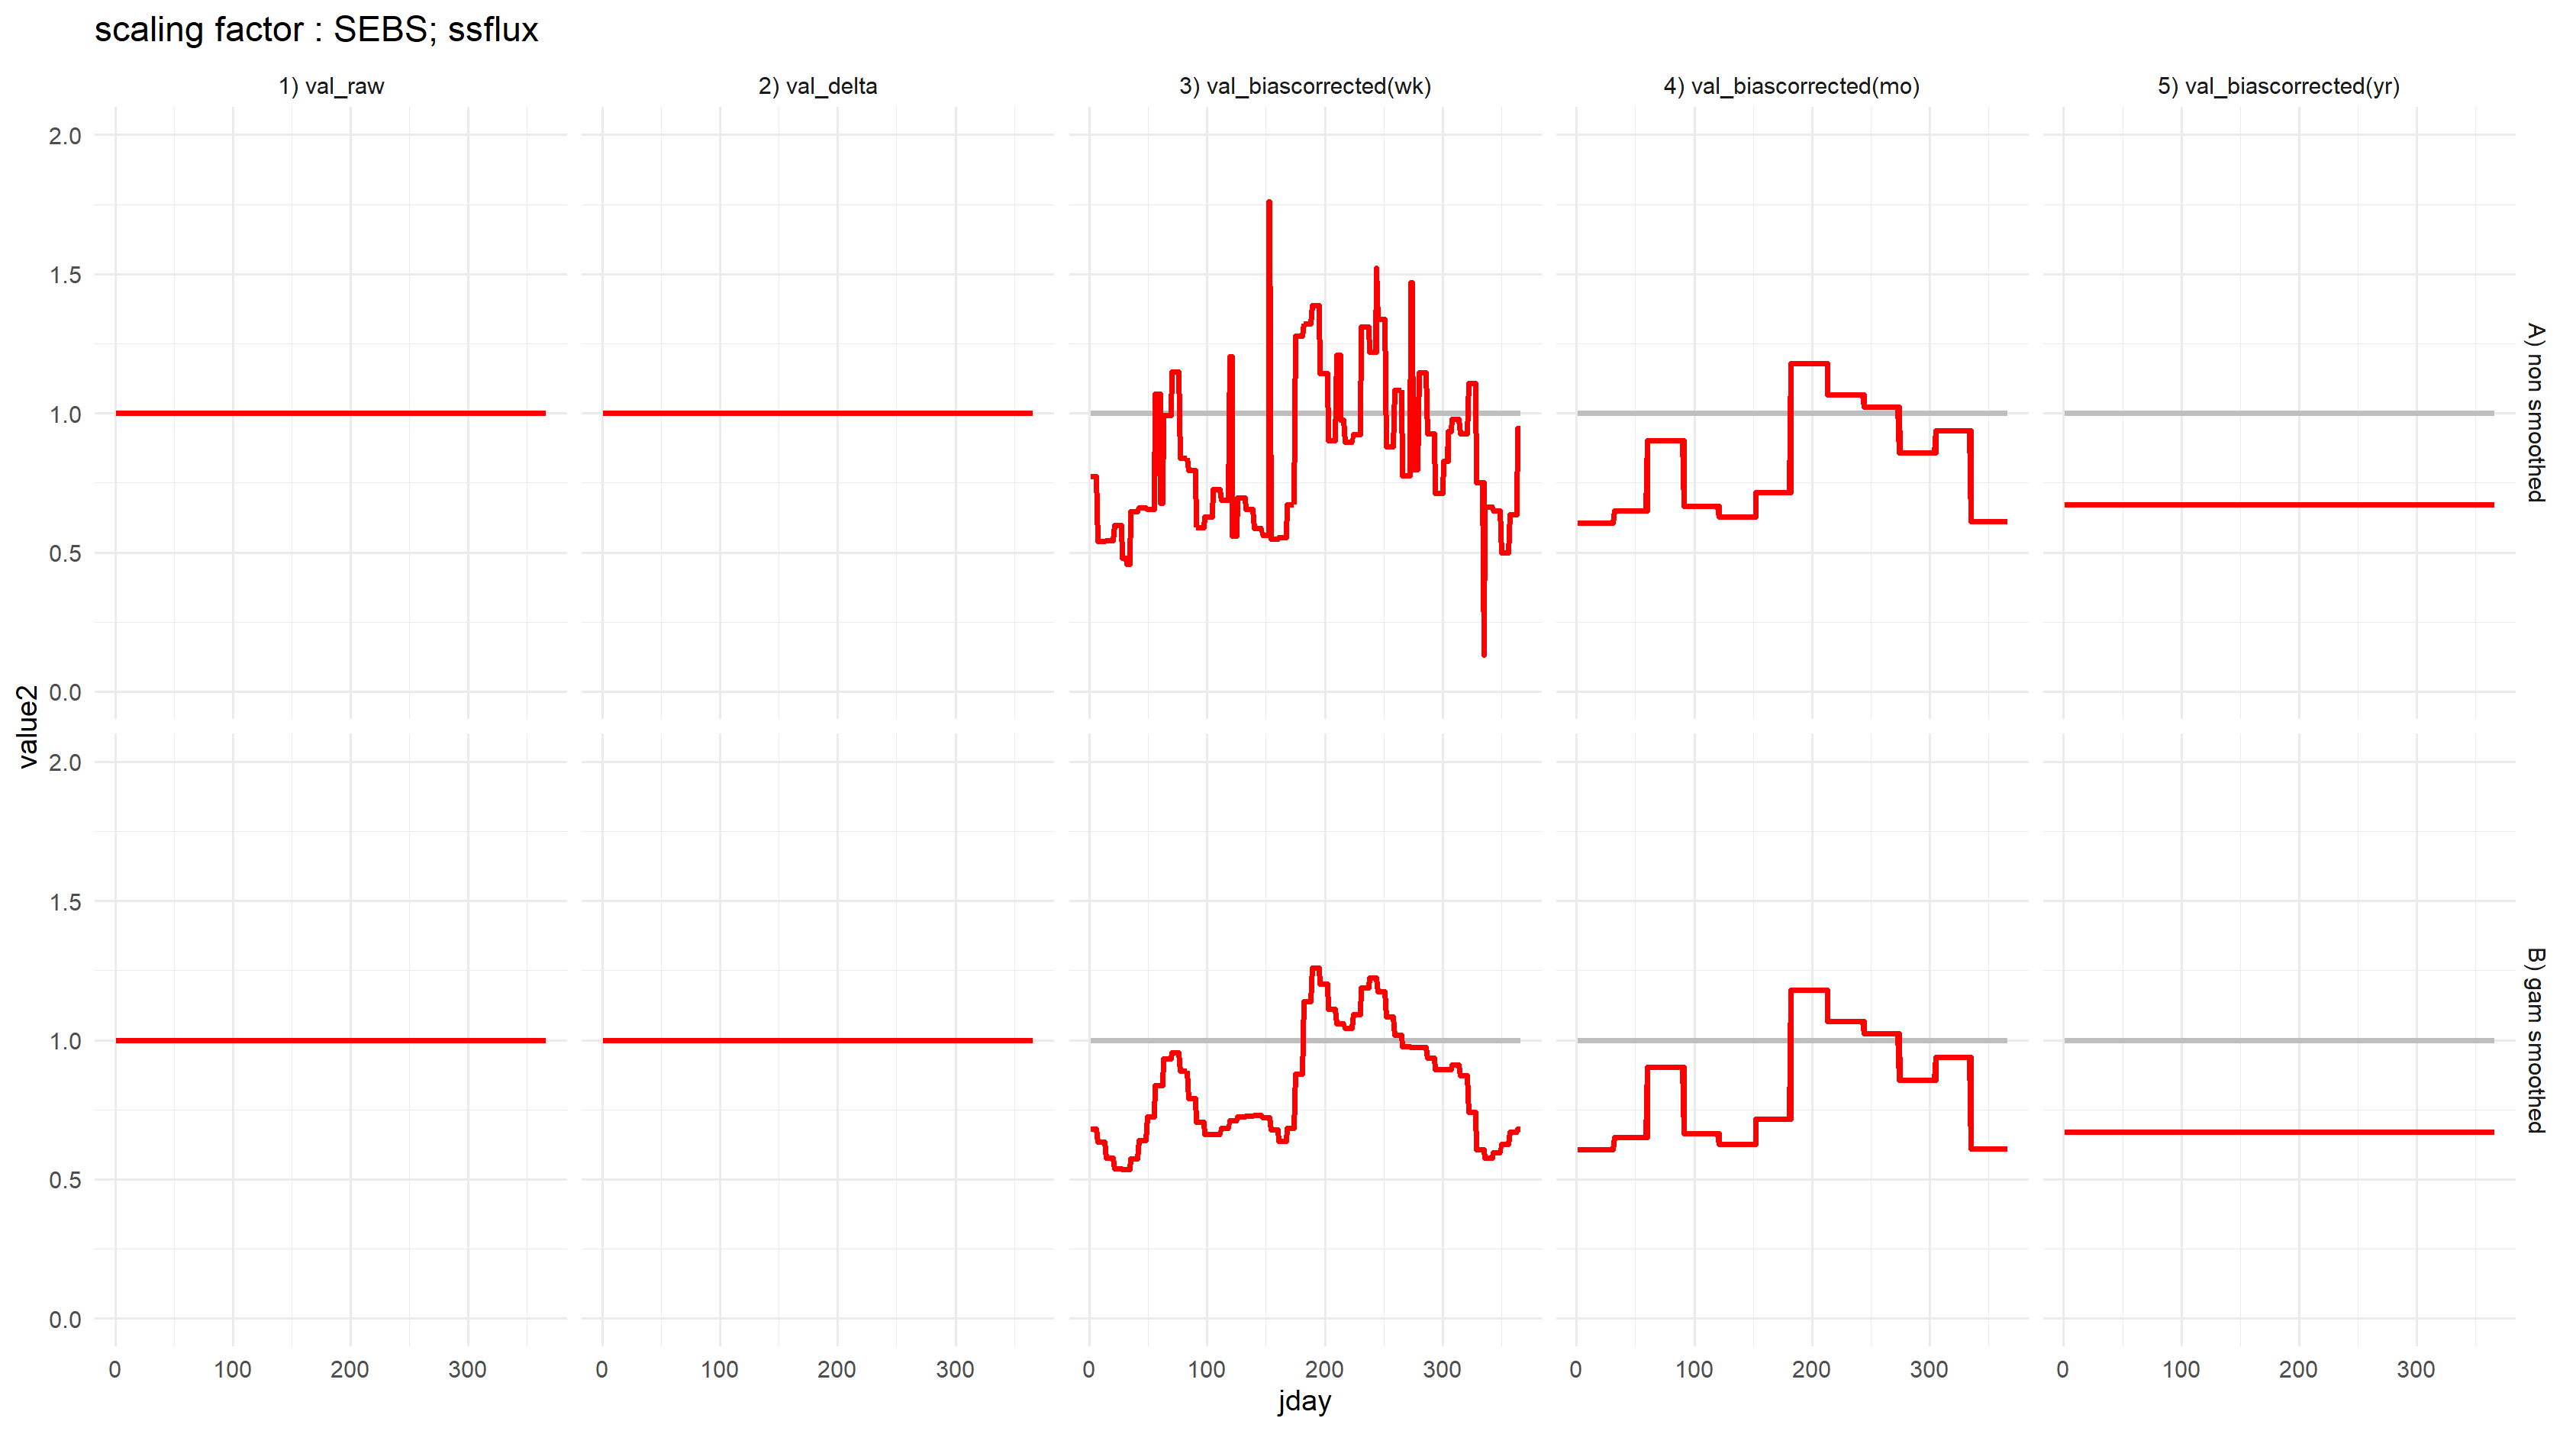 scaling factor : SEBS; ssflux
1) val_raw
2) val_delta
3) val_biascorrected(wk)
4) val_biascorrected(mo)
5) val_biascorrected(yr)
2.0
1.5
1.0
0.5
0.0
A) non smoothed
value2
2.0
1.5
1.0
0.5
0.0
B) gam smoothed
0 100 200 300
0 100 200 300
0 100 200 300
0 100 200 300
0 100 200 300
jday